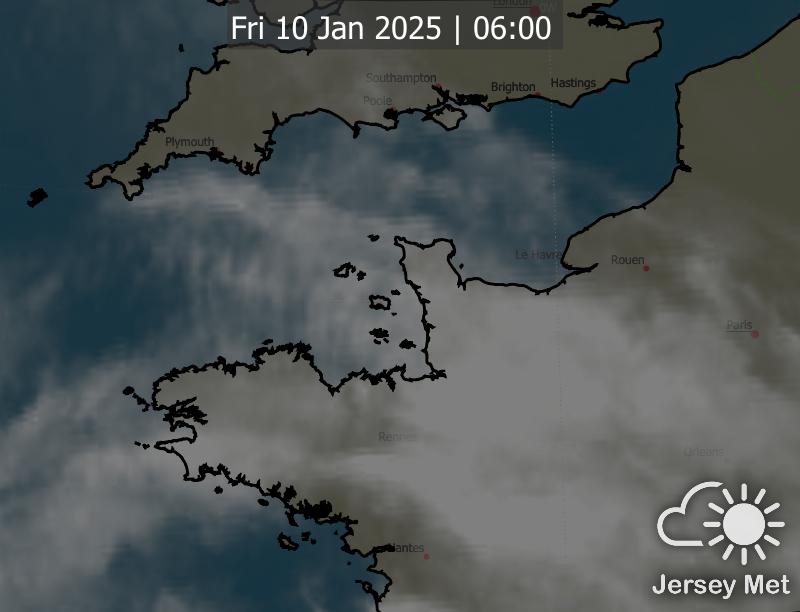 London
Fri 10 Jan 2025 | 06:00
Southampton
Brighton
Hastings
Poole
Plymouth
Le Havre
Rouen
Paris
Rennes
Orleans
Nantes
Jersey Met